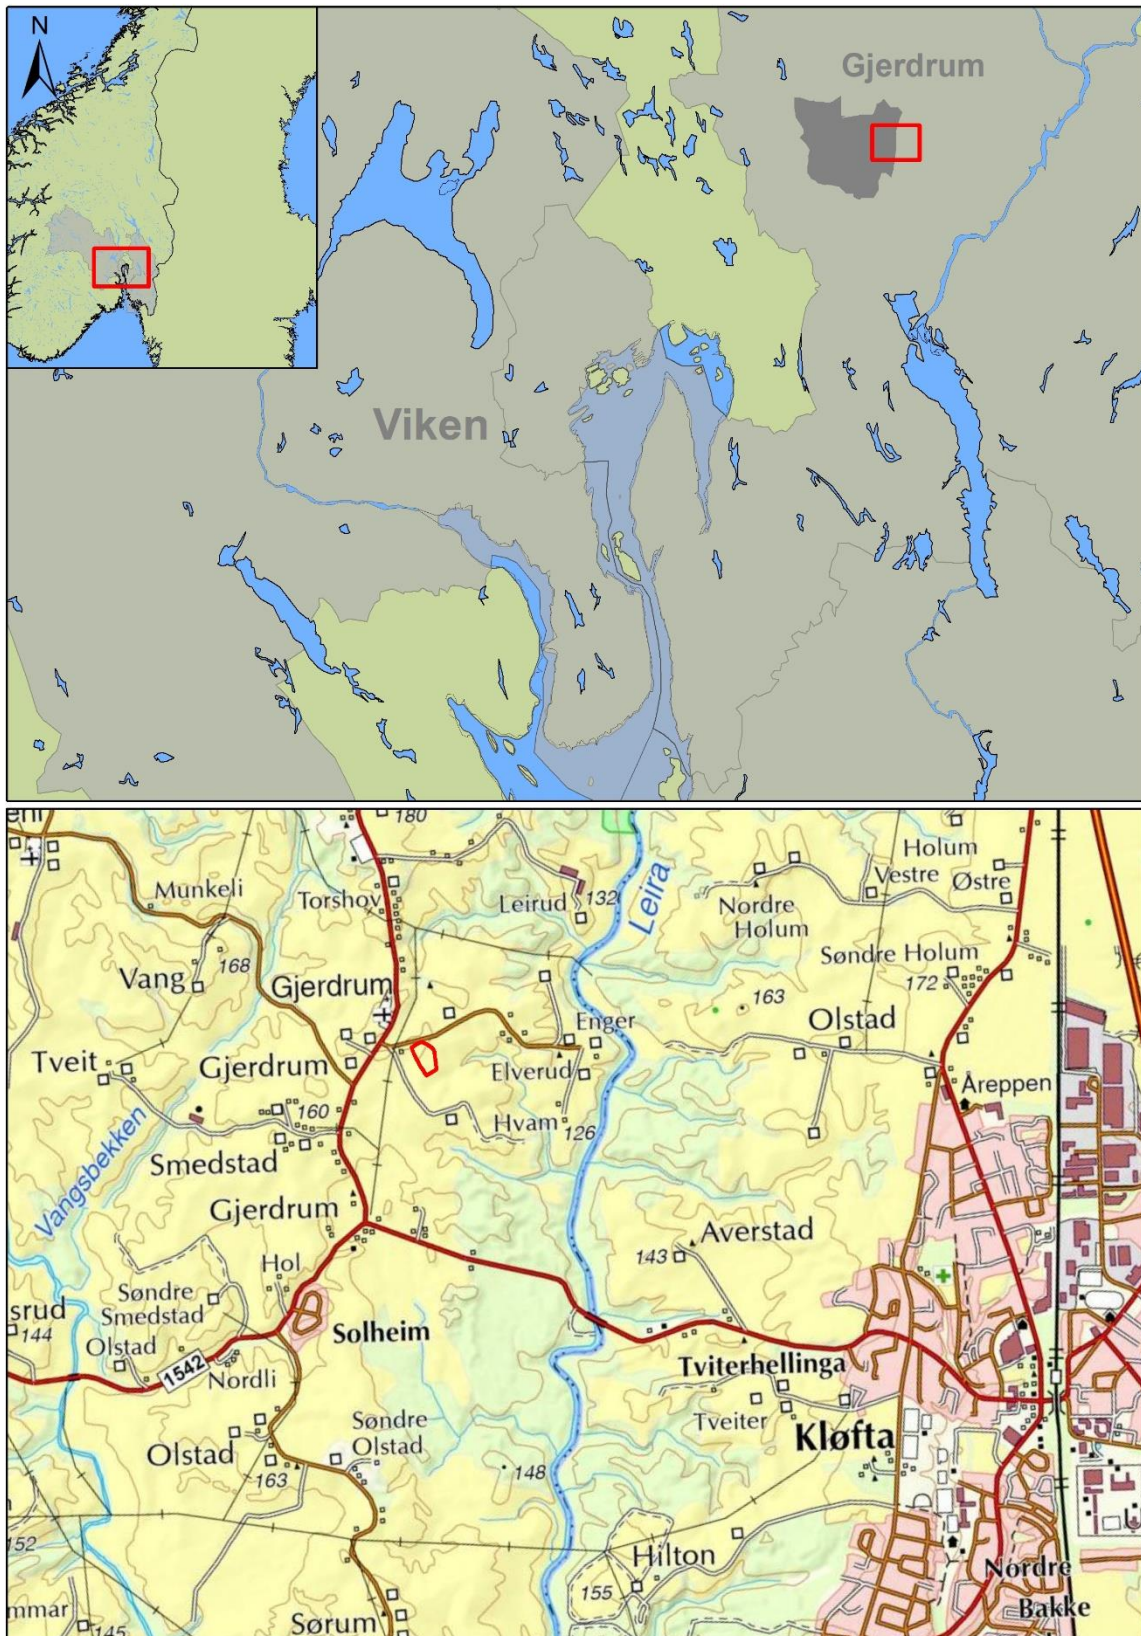 N
Gjerdrum
Viken
180
Munkeli
Torshov
Leirud
132
Leira
Holum
Vestre
Østre
Nordre
Holum
Vang
168
Søndre Holum
172
Gjerdrum
163
Olstad
Enger
Tveit
Gjerdrum
Elverud
Åreppen
160
Hvam
126
Smedstad
Vangsbekken
Gjerdrum
Averstad
143
Hol
Søndre
Smedstad
srud
144
Olstad
Solheim
1542
Nordli
Tviterhellinga
Tveiter
Søndre
Olstad
Olstad
163
Kløfta
148
152
Hilton
155
Nordre
Bakke
mmar
145
Sørum